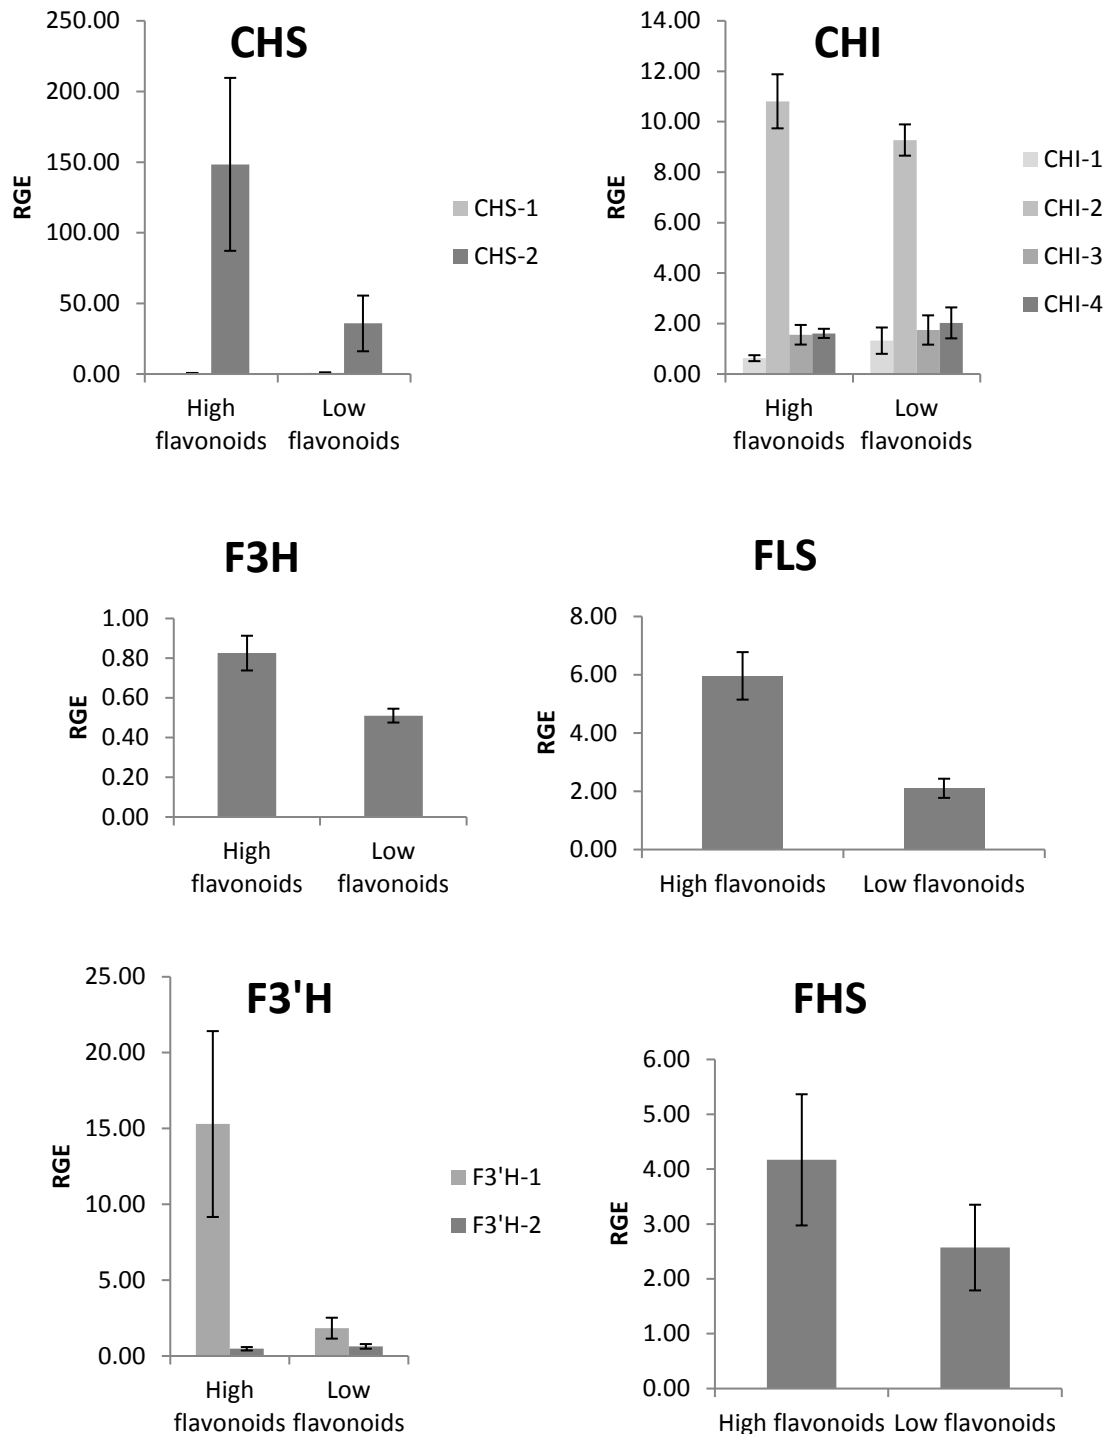 CHS
250.00
200.00
150.00
100.00
50.00
0.00
RGE
High flavonoids
Low flavonoids
CHS-1
CHS-2
CHI
14.00
12.00
10.00
8.00
6.00
4.00
2.00
0.00
RGE
High flavonoids
Low flavonoids
CHI-1
CHI-2
CHI-3
CHI-4
F3H
1.00
0.80
0.60
0.40
0.20
0.00
RGE
High flavonoids
Low flavonoids
FLS
8.00
6.00
4.00
2.00
0.00
RGE
High flavonoids
Low flavonoids
F3'H
25.00
20.00
15.00
10.00
5.00
0.00
RGE
High flavonoids
Low flavonoids
F3'H-1
F3'H-2
FHS
6.00
5.00
4.00
3.00
2.00
1.00
0.00
RGE
High flavonoids
Low flavonoids